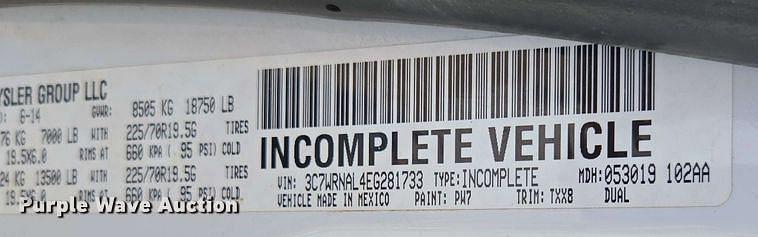 YSLER GROUP LLC
6-14 GVWR: 8505 KG 18750 LB
76 KG 7000 LB WITH 225/70R19.5G TIRES
19.5X6.0 RIMS AT 660 KPA ( 95 PSI) COLD
24 KG 13500 LB WITH 225/70R19.5G TIRES
19.5X6.0 RIMS AT 660 KPA ( 95 PSI) COLD
INCOMPLETE VEHICLE
VIN: 3C7WRNAL4EG281733 TYPE: INCOMPLETE MDH: 053019 102AA
VEHICLE MADE IN MEXICO PAINT: PW7 TRIM: TXX8 DUAL
Purple Wave Auction